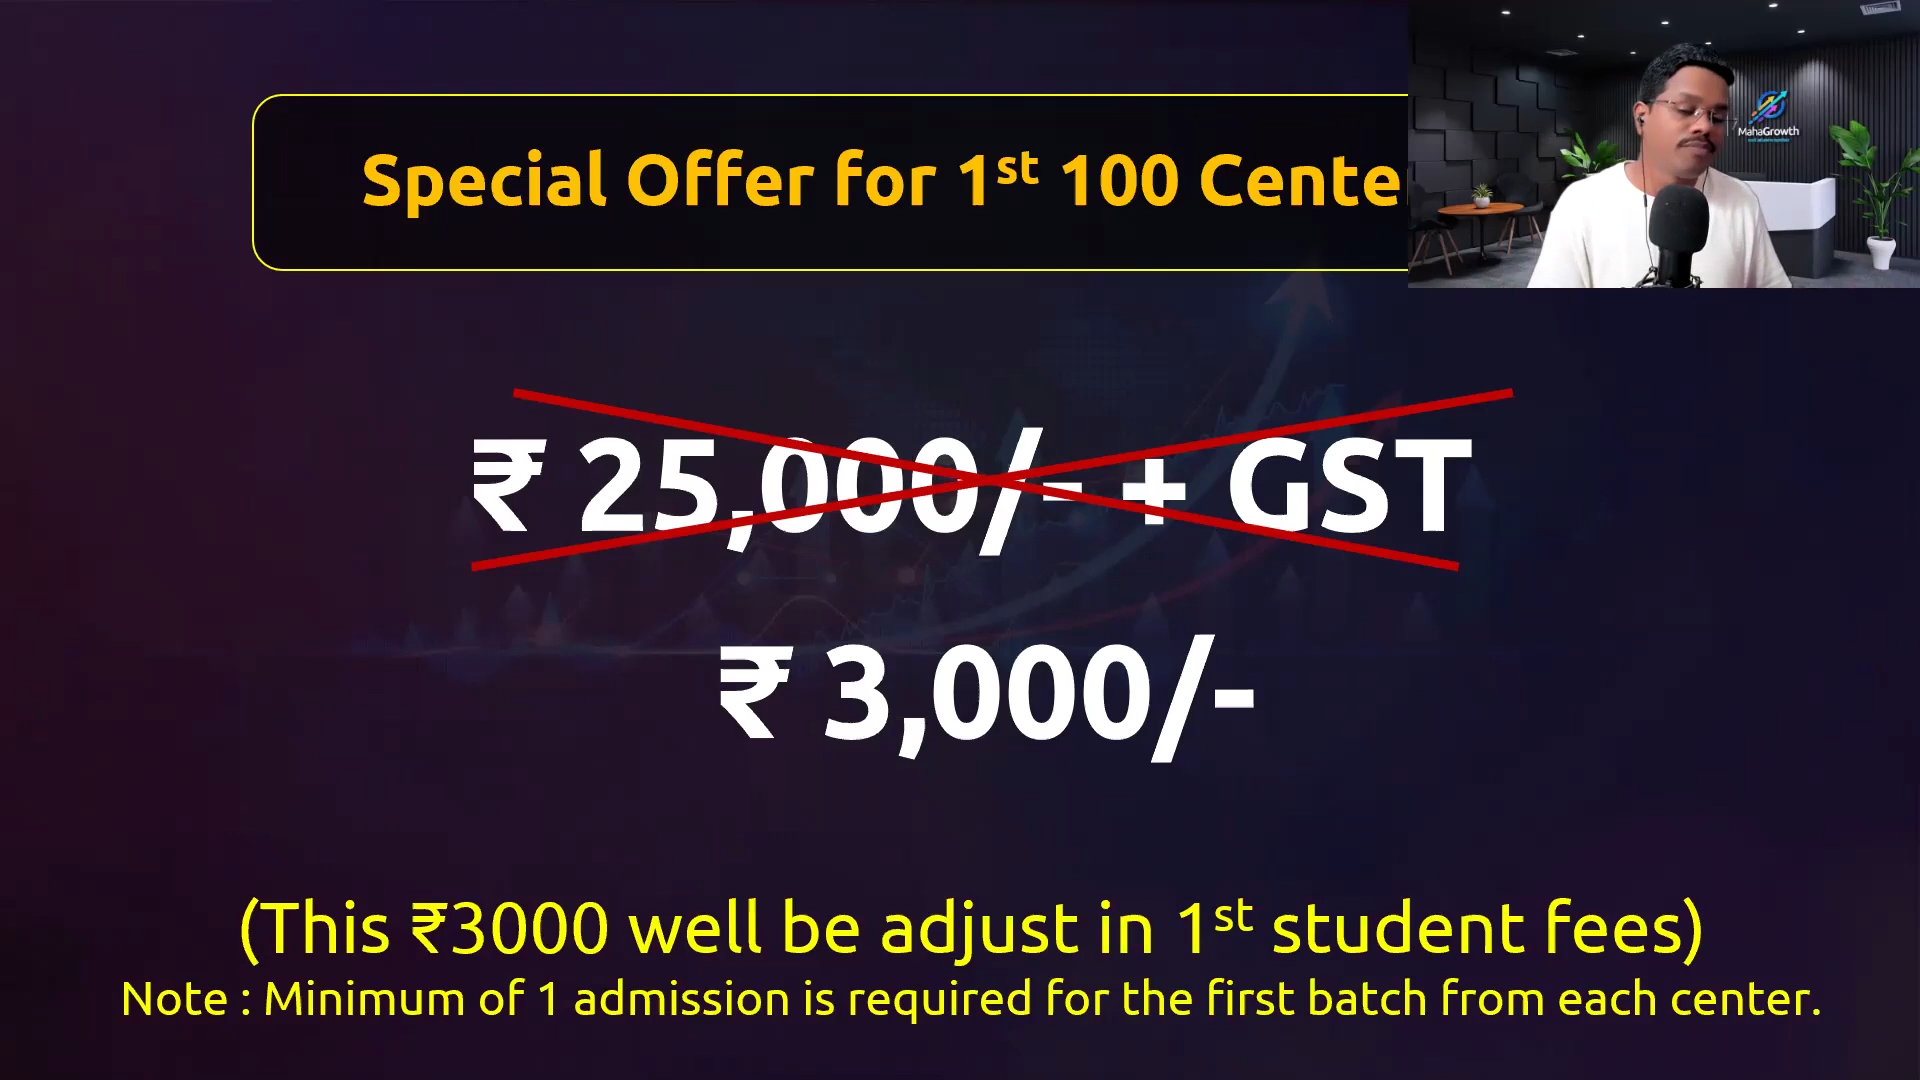 Special Offer for 1st 100 Cente
MahaGrowth
₹ 25,000/- + GST
₹ 3,000/-
(This ₹3000 well be adjust in 1st student fees)
Note : Minimum of 1 admission is required for the first batch from each center.